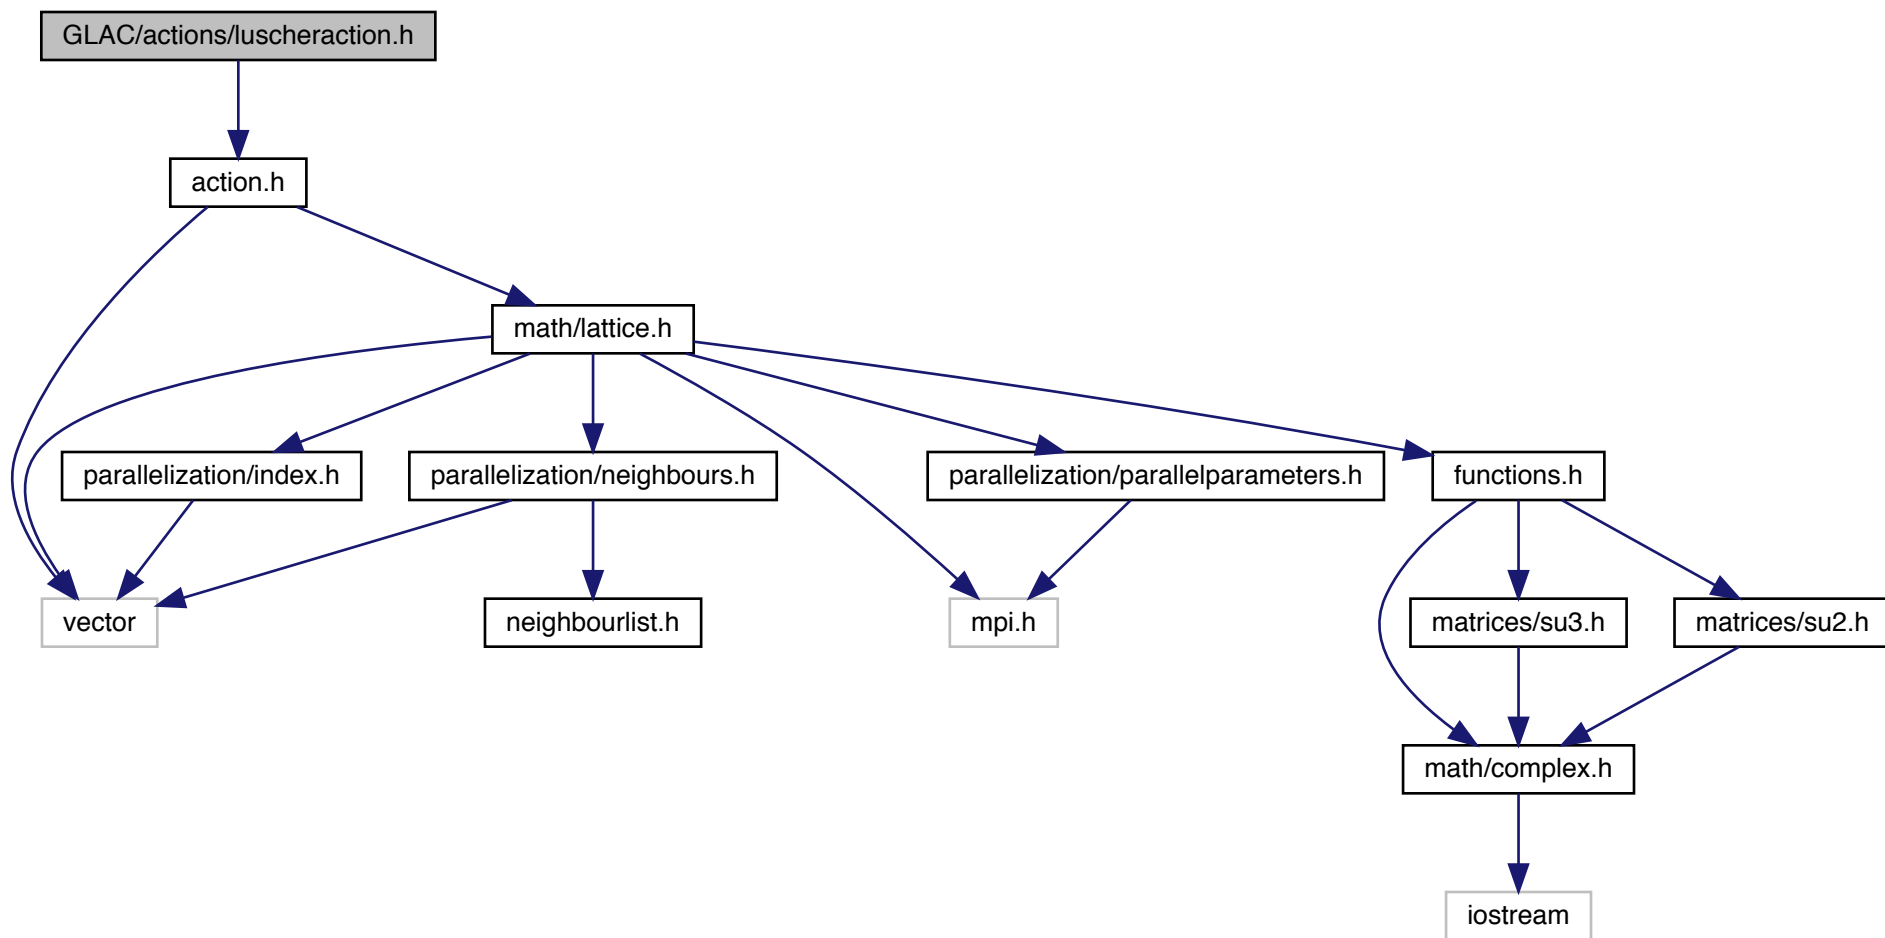 GLAC/actions/luscheraction.h
action.h
math/lattice.h
parallelization/index.h
parallelization/neighbours.h
parallelization/parallelparameters.h
functions.h
vector
neighbourlist.h
mpi.h
matrices/su3.h
matrices/su2.h
math/complex.h
iostream